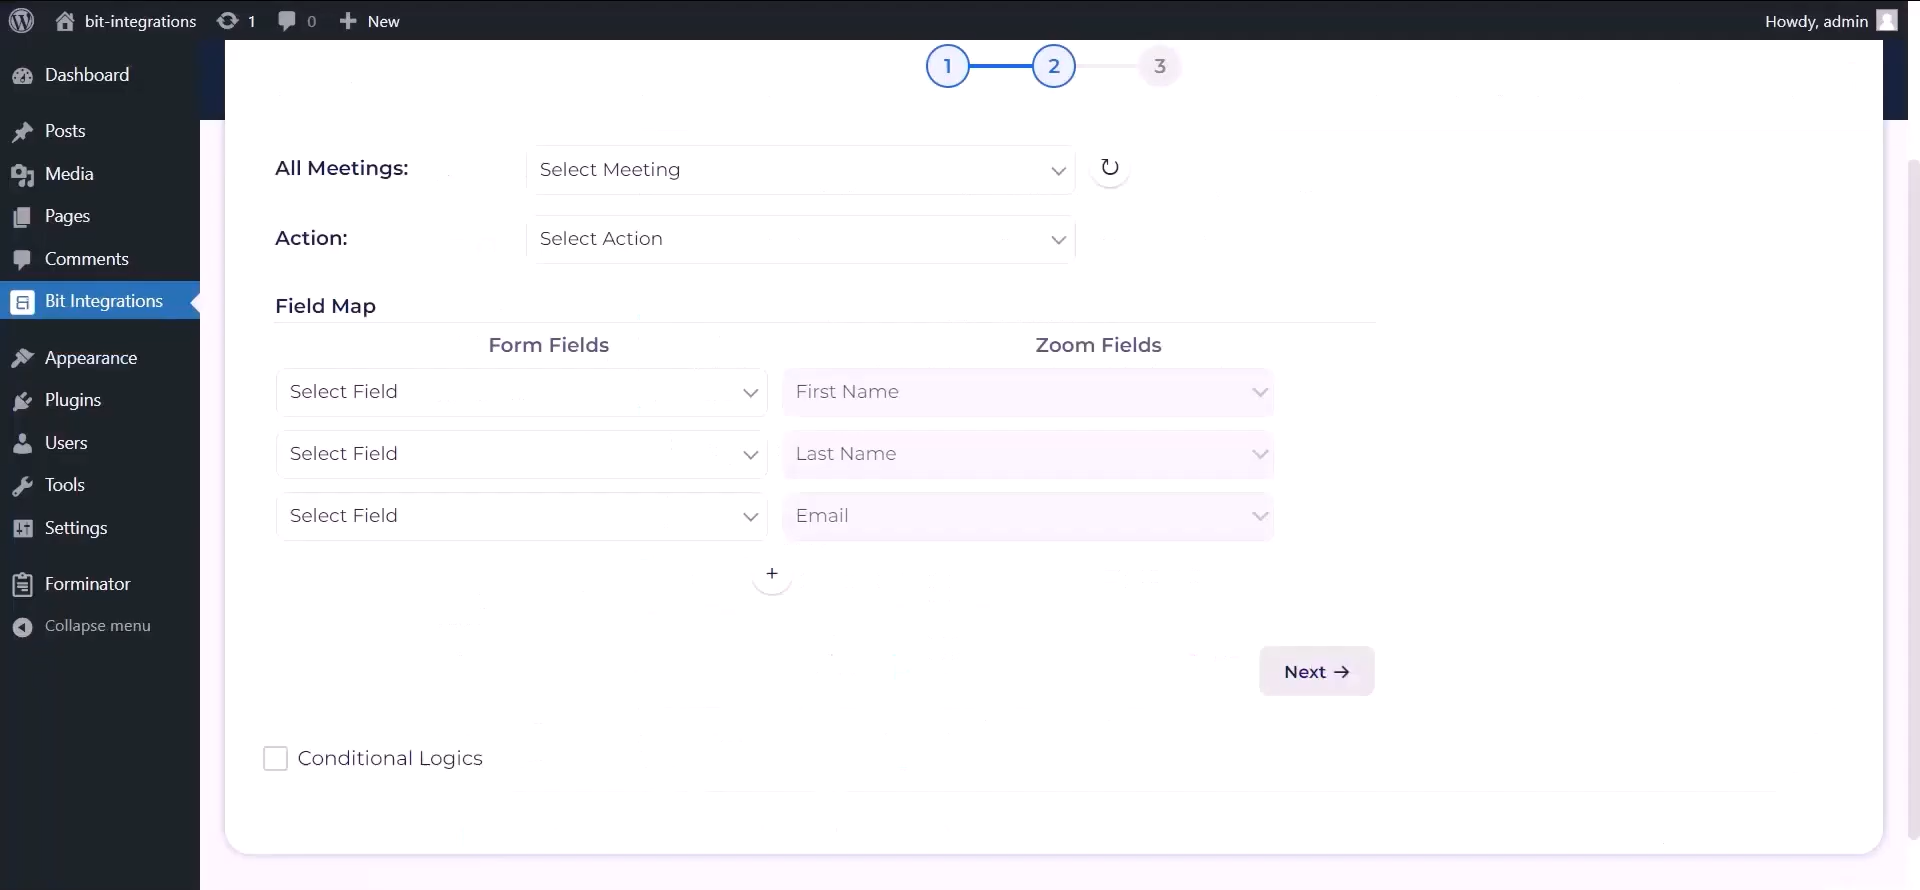 bit-integrations 1 0 New Howdy, admin
Dashboard
Posts
Media
Pages
Comments
Bit Integrations
Appearance
Plugins
Users
Tools
Settings
Forminator
Collapse menu
1 2 3
All Meetings: Select Meeting
Action: Select Action
Field Map
Form Fields Zoom Fields
Select Field First Name
Select Field Last Name
Select Field Email
+
Next →
Conditional Logics